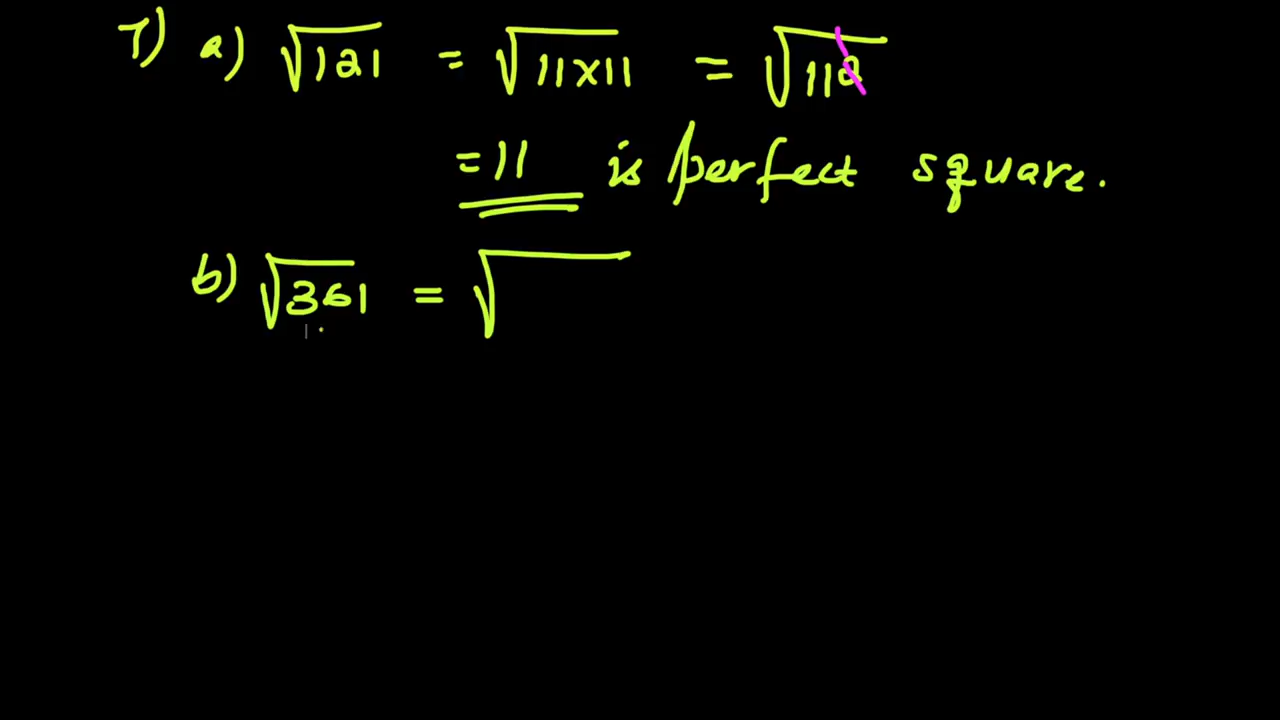 7) a) √121 = √11×11 = √11²
=11 is perfect square.
b) √361 = √